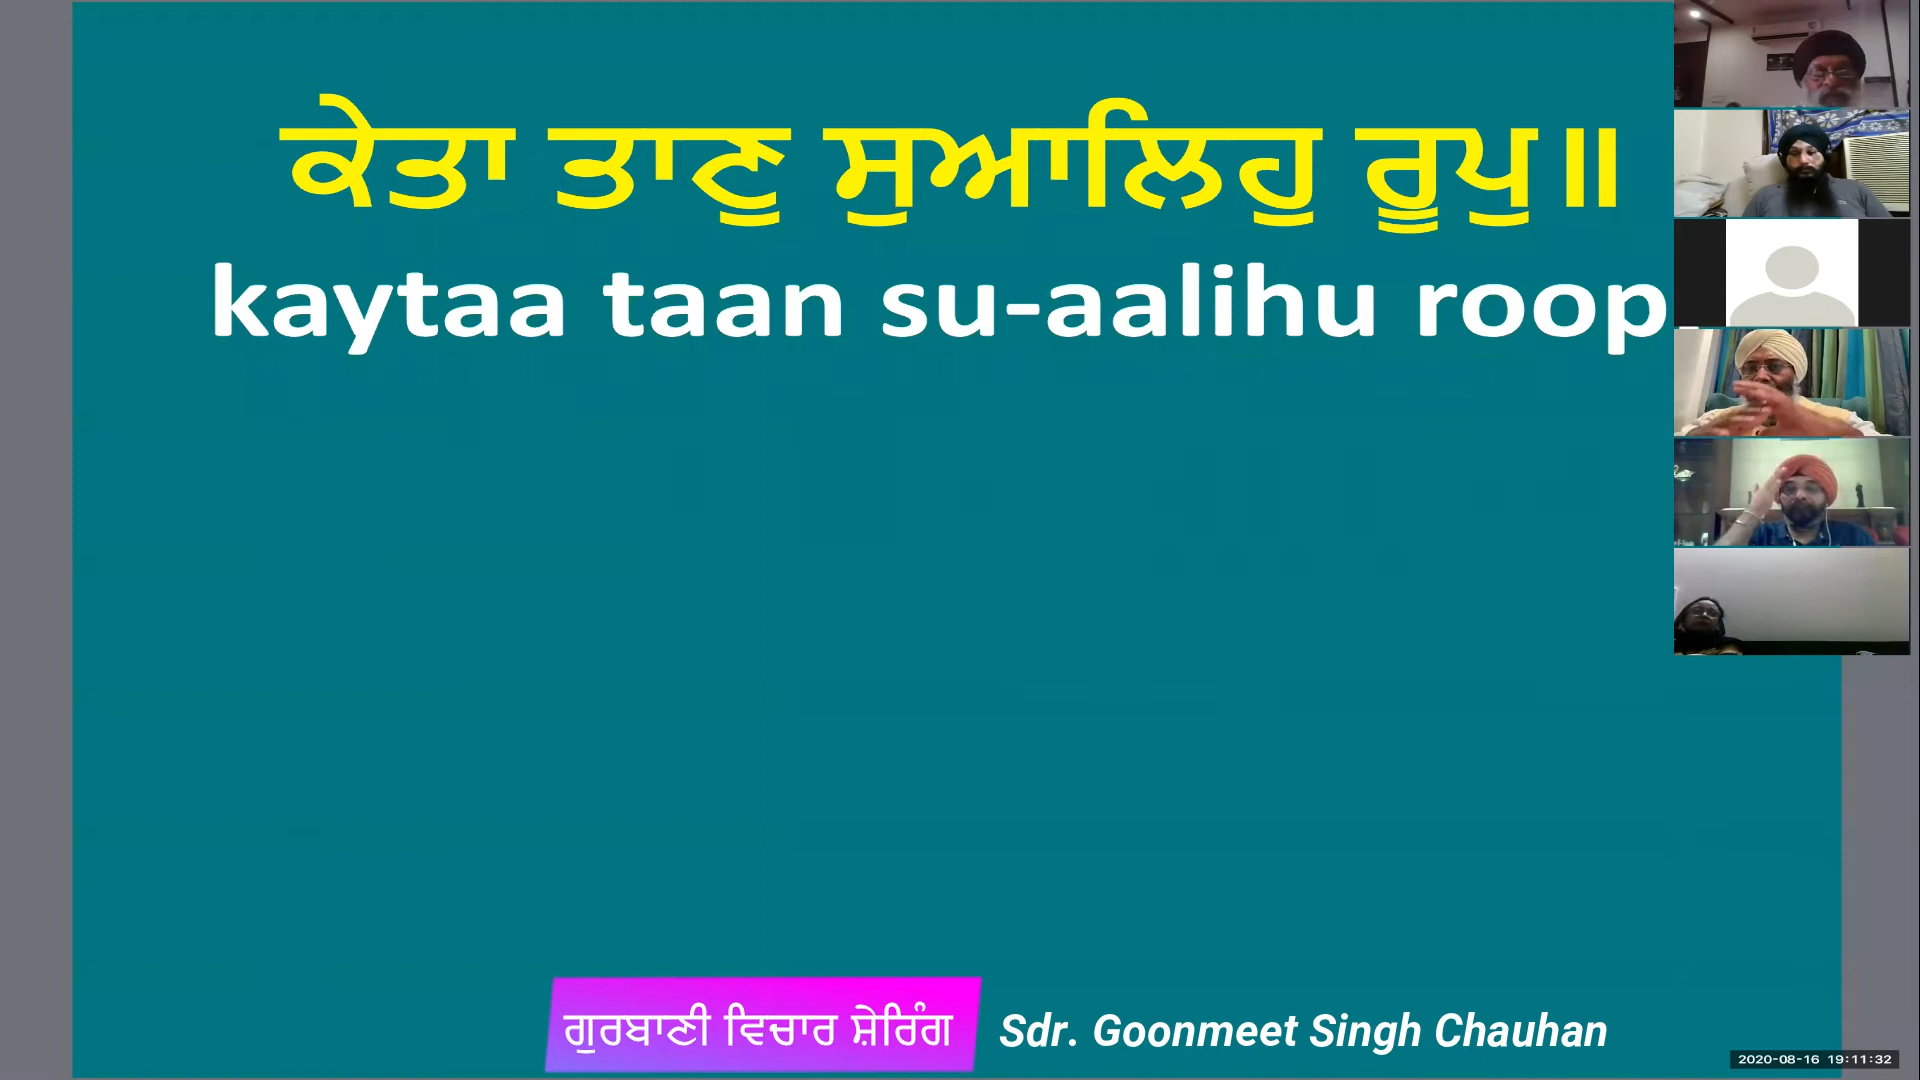 ਕੇਤਾ ਤਾਣੁ ਸੁਆਲਿਹੁ ਰੂਪੁ॥
kaytaa taan su-aalihu roop
ਗੁਰਬਾਣੀ ਵਿਚਾਰ ਸ਼ੇਰਿੰਗ Sdr. Goonmeet Singh Chauhan
2020-08-16 19:11:32